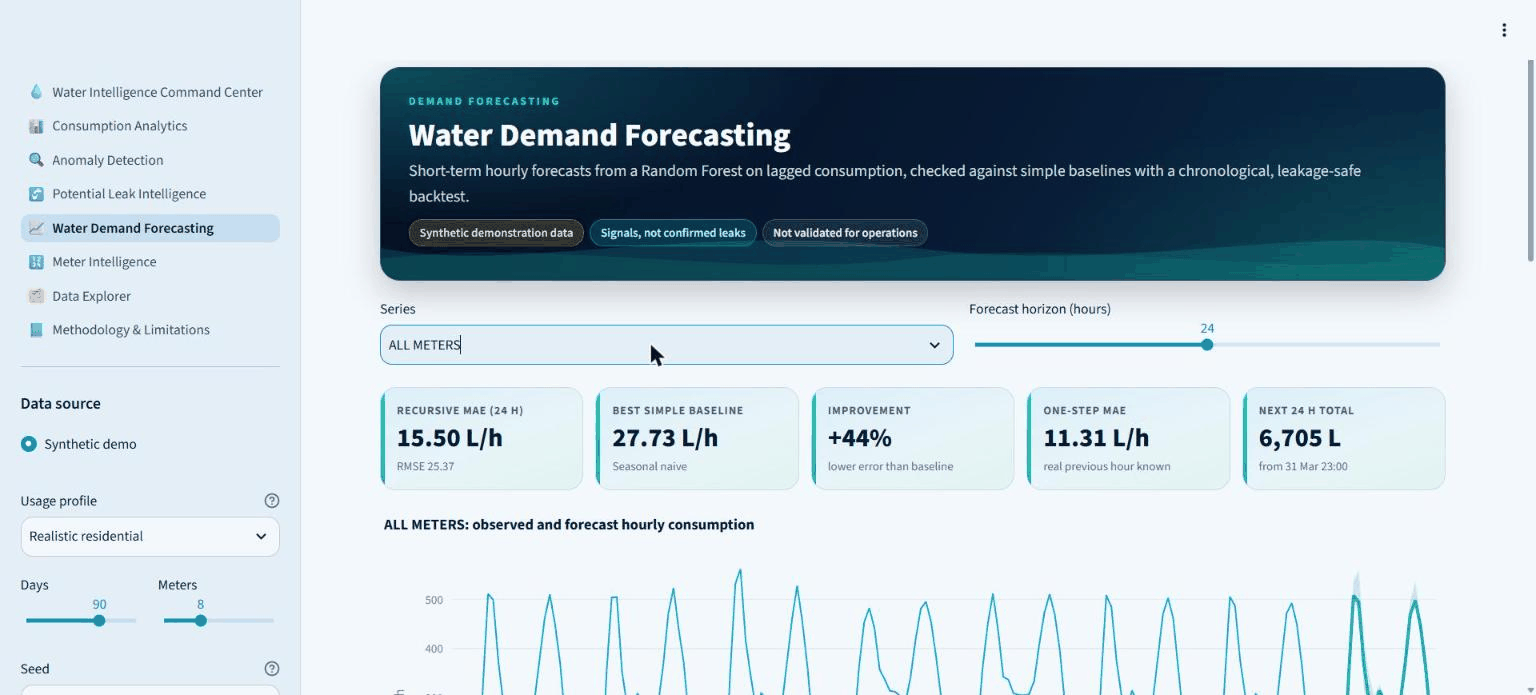 Water Intelligence Command Center
Consumption Analytics
Anomaly Detection
Potential Leak Intelligence
Water Demand Forecasting
Meter Intelligence
Data Explorer
Methodology & Limitations
Data source
Synthetic demo
Usage profile
Realistic residential
Days
Meters
90
8
Seed
DEMAND FORECASTING
Water Demand Forecasting
Short-term hourly forecasts from a Random Forest on lagged consumption, checked against simple baselines with a chronological, leakage-safe
backtest.
Synthetic demonstration data
Signals, not confirmed leaks
Not validated for operations
Series
Forecast horizon (hours)
24
ALL METERS
RECURSIVE MAE (24 H)
15.50 L/h
RMSE 25.37
BEST SIMPLE BASELINE
27.73 L/h
Seasonal naive
IMPROVEMENT
+44%
lower error than baseline
ONE-STEP MAE
11.31 L/h
real previous hour known
NEXT 24 H TOTAL
6,705 L
from 31 Mar 23:00
ALL METERS: observed and forecast hourly consumption
500
400